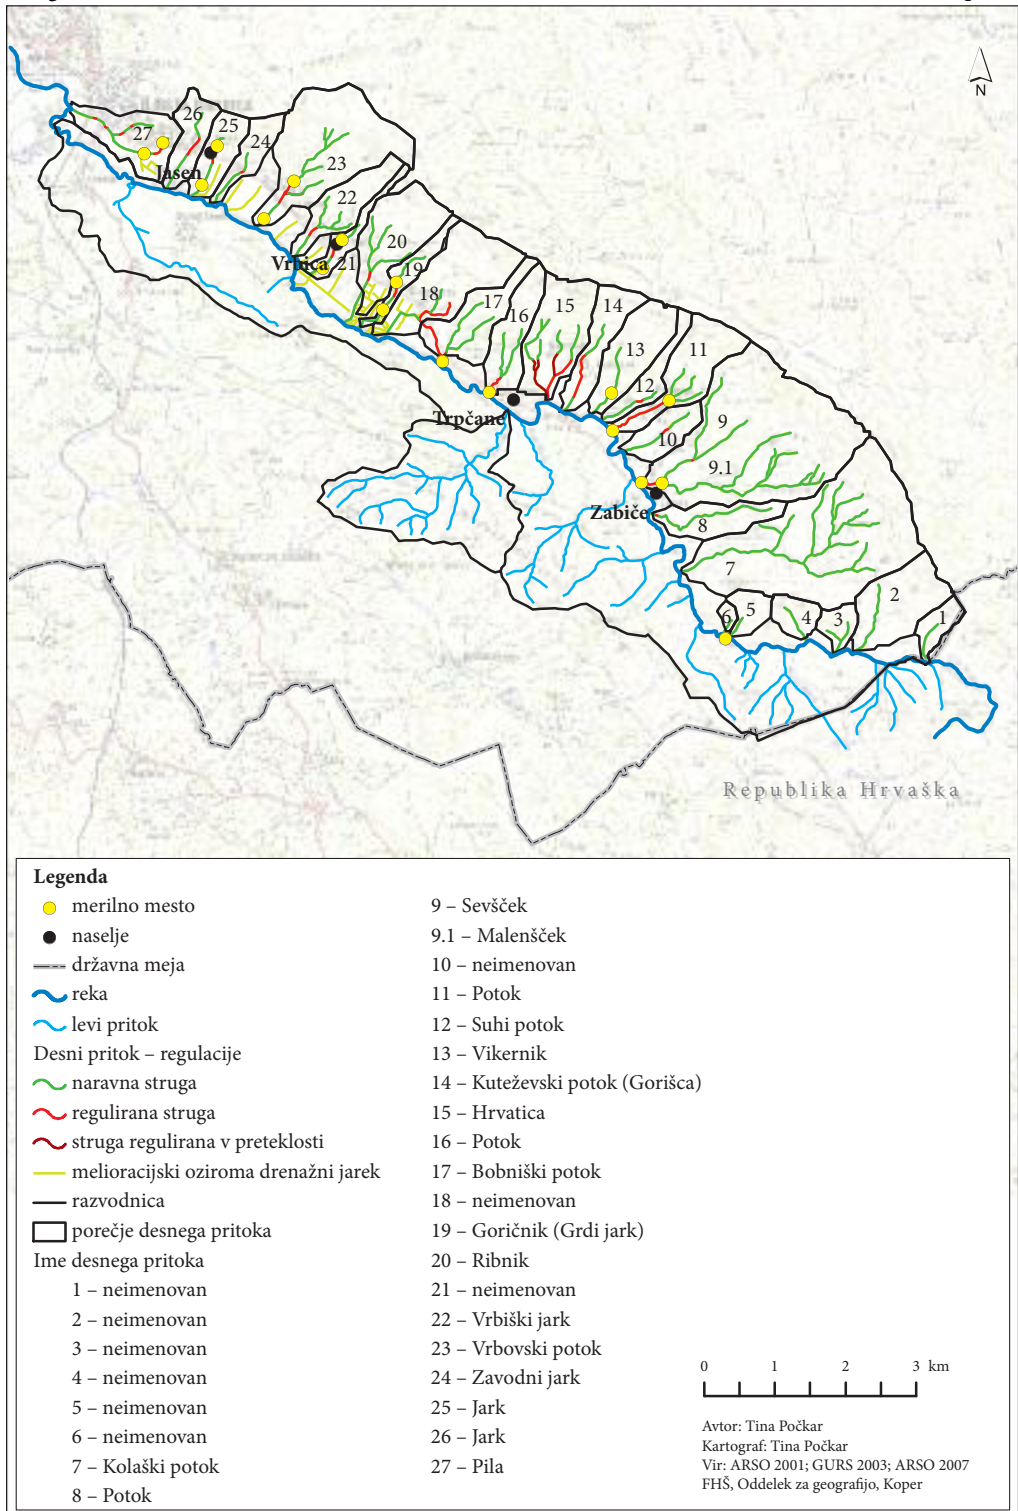 N
26
25
27
24
Jasen
23
22
20
Vrbica
21
19
18
17
16
15
14
13
12
11
Trpčane
10
9
9.1
Zabiče
8
7
6
5
4
3
2
1
Republika Hrvaška
Legenda
merilno mesto
naselje
državna meja
reka
levi pritok
Desni pritok – regulacije
naravna struga
regulirana struga
struga regulirana v preteklosti
melioracijski oziroma drenažni jarek
razvodnica
porečje desnega pritoka
Ime desnega pritoka
1 – neimenovan
2 – neimenovan
3 – neimenovan
4 – neimenovan
5 – neimenovan
6 – neimenovan
7 – Kolaški potok
8 – Potok
9 – Sevšček
9.1 – Malenšček
10 – neimenovan
11 – Potok
12 – Suhi potok
13 – Vikernik
14 – Kuteževski potok (Gorišca)
15 – Hrvatica
16 – Potok
17 – Bobniški potok
18 – neimenovan
19 – Goričnik (Grdi jark)
20 – Ribnik
21 – neimenovan
22 – Vrbiški jark
23 – Vrbovski potok
24 – Zavodni jark
25 – Jark
26 – Jark
27 – Pila
0 1 2 3 km
Avtor: Tina Počkar
Kartograf: Tina Počkar
Vir: ARSO 2001; GURS 2003; ARSO 2007
FHŠ, Oddelek za geografijo, Koper